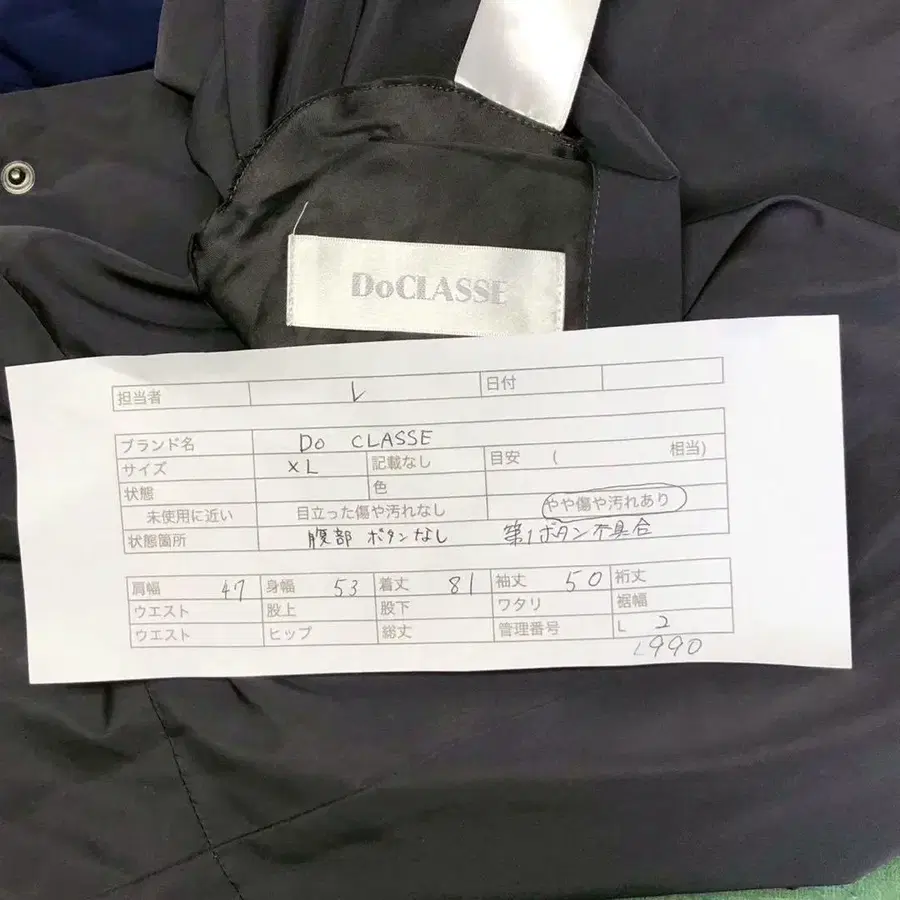 DoCLASSE
担当者 L 日付
ブランド名 Do CLASSE
サイズ XL 記載なし 目安 ( 相当)
状態 色
未使用に近い 目立った傷や汚れなし やや傷や汚れあり
状態箇所 腹部 ボタンなし 第1ボタン不具合
肩幅 47 身幅 53 着丈 81 袖丈 50 裄丈
ウエスト 股上 股下 ワタリ 裾幅
ウエスト ヒップ 総丈 管理番号 L 2
L990